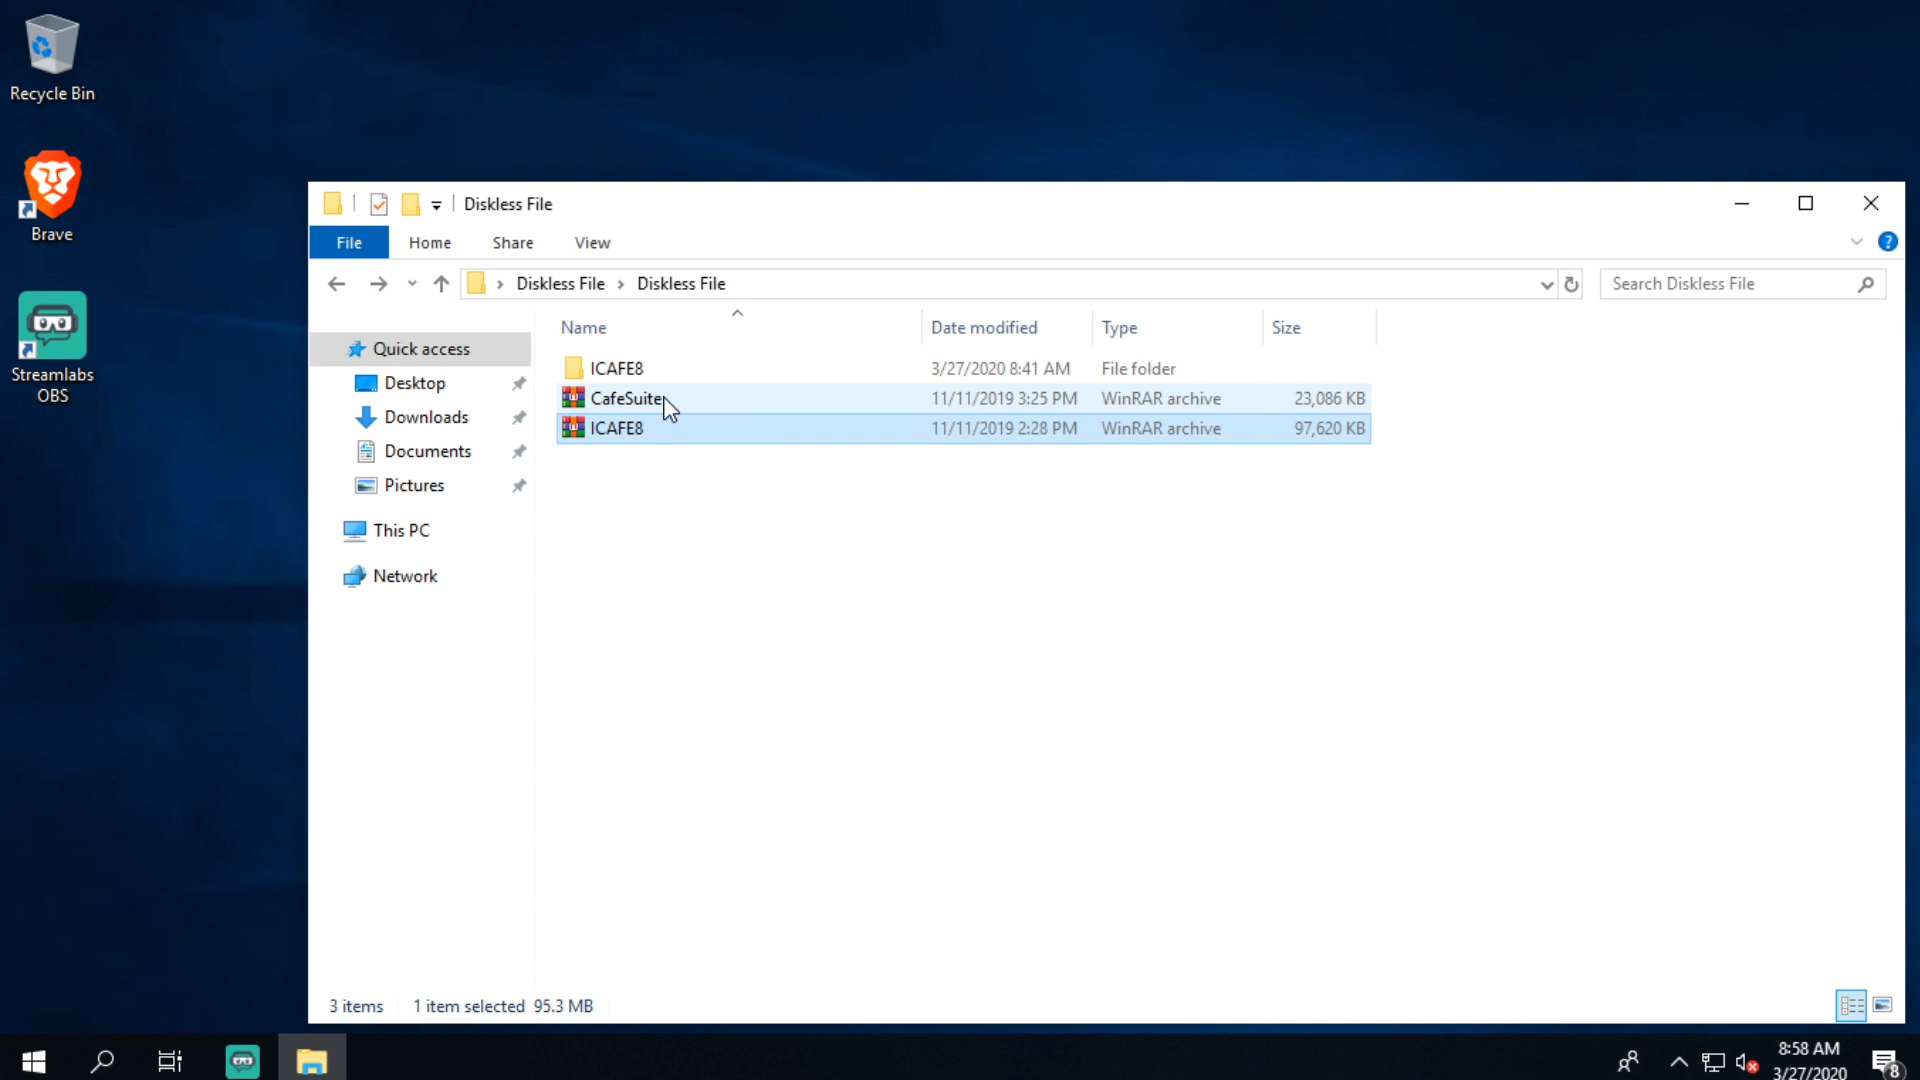 Recycle Bin
Brave
Streamlabs
OBS
Diskless File
File Home Share View
Diskless File > Diskless File
Search Diskless File
Name Date modified Type Size
ICAFE8 3/27/2020 8:41 AM File folder
CafeSuite 11/11/2019 3:25 PM WinRAR archive 23,086 KB
ICAFE8 11/11/2019 2:28 PM WinRAR archive 97,620 KB
Quick access
Desktop
Downloads
Documents
Pictures
This PC
Network
3 items 1 item selected 95.3 MB
8:58 AM
3/27/2020
8